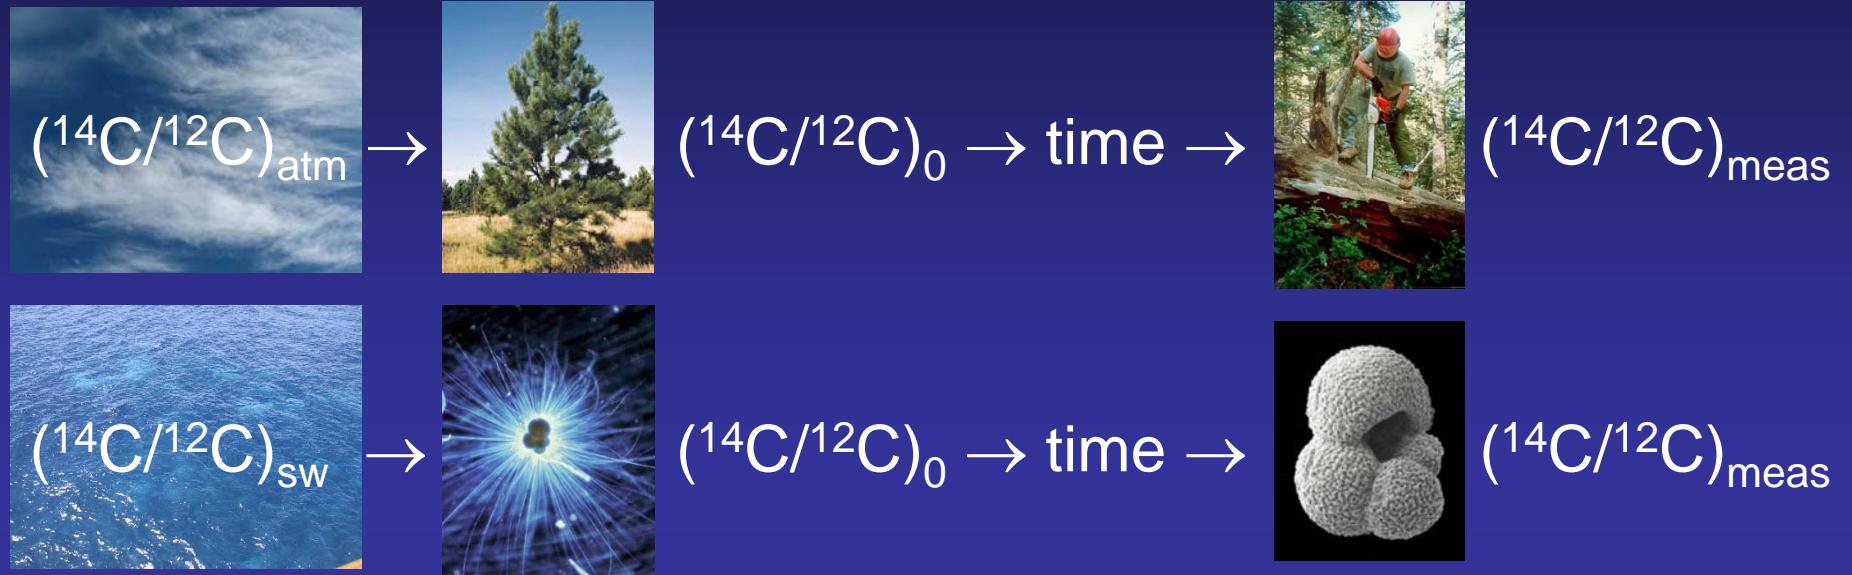 (¹⁴C/¹²C)ₐₜₘ → (¹⁴C/¹²C)₀ → time → (¹⁴C/¹²C)ₘₑₐₛ
(¹⁴C/¹²C)sw → (¹⁴C/¹²C)₀ → time → (¹⁴C/¹²C)ₘₑₐₛ